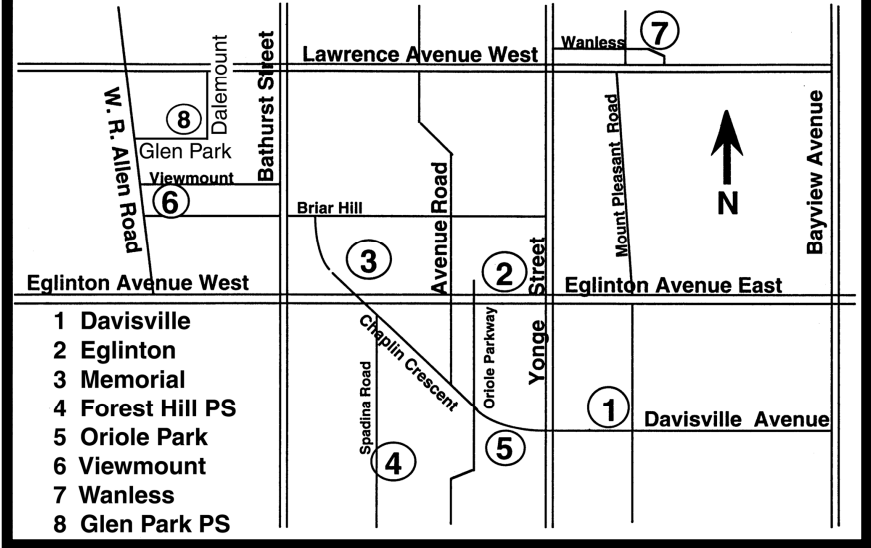 Wanless
7
Lawrence Avenue West
Dalemount
Bathurst Street
W. R. Allen Road
8
Glen Park
Viewmount
6
Mount Pleasant Road
Bayview Avenue
N
Briar Hill
Avenue Road
3
2
Yonge Street
Eglinton Avenue West
Eglinton Avenue East
Chaplin Crescent
Oriole Parkway
Spadina Road
1
Davisville Avenue
5
4
1 Davisville
2 Eglinton
3 Memorial
4 Forest Hill PS
5 Oriole Park
6 Viewmount
7 Wanless
8 Glen Park PS